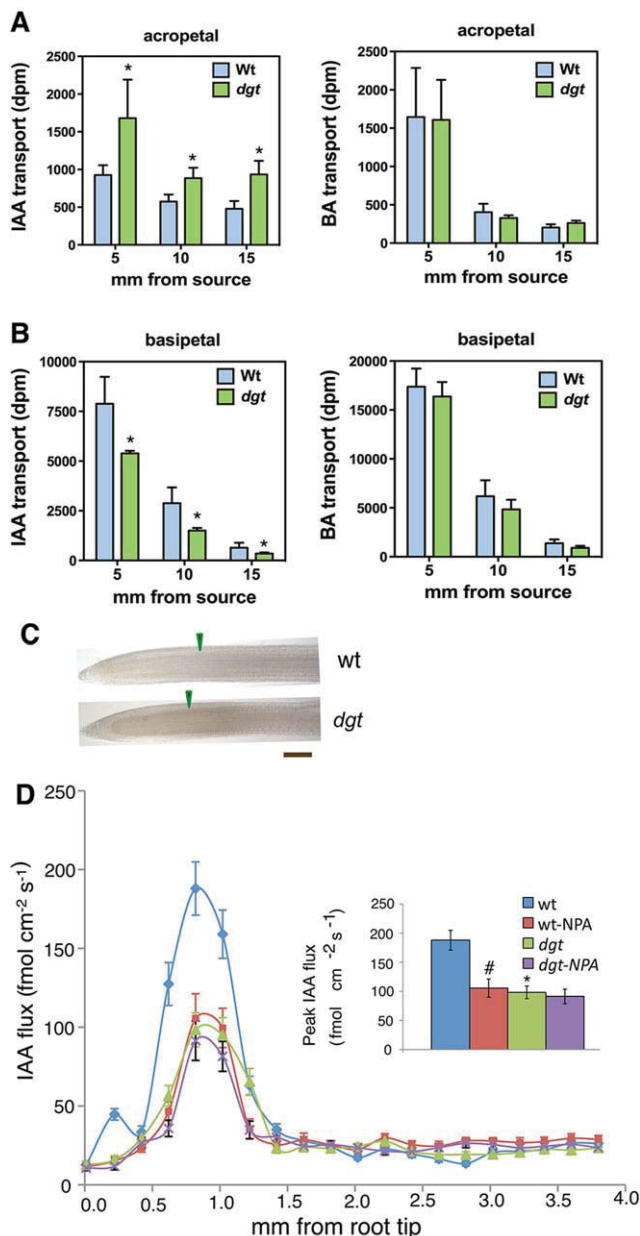 A
acropetal
IAA transport (dpm)
2500
2000
1500
1000
500
0
Wt
dgt
*
*
*
5 10 15
mm from source
acropetal
BA transport (dpm)
2500
2000
1500
1000
500
0
Wt
dgt
5 10 15
mm from source
B
basipetal
IAA transport (dpm)
10000
7500
5000
2500
0
Wt
dgt
*
*
*
5 10 15
mm from source
basipetal
BA transport (dpm)
20000
15000
10000
5000
0
Wt
dgt
5 10 15
mm from source
C
wt
dgt
D
IAA flux (fmol cm-2 s-1)
250
200
150
100
50
0
0.0 0.5 1.0 1.5 2.0 2.5 3.0 3.5 4.0
mm from root tip
Peak IAA flux
(fmol cm -2 s-1)
250
200
150
100
50
0
#
*
wt
wt-NPA
dgt
dgt-NPA